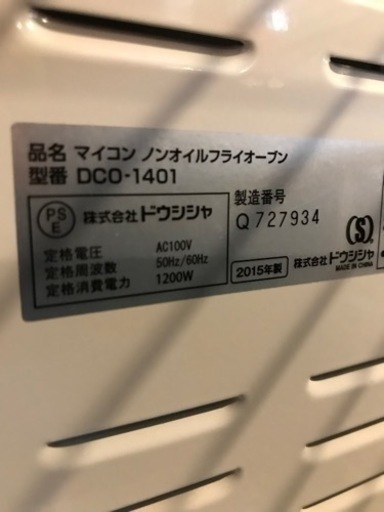 品名 マイコン ノンオイルフライオーブン
型番 DCO-1401
PS
E
株式会社ドウシシャ
定格電圧 AC100V
定格周波数 50Hz/60Hz
定格消費電力 1200W
製造番号
Q727934
2015年製
S
株式会社ドウシシャ
MADE IN CHINA